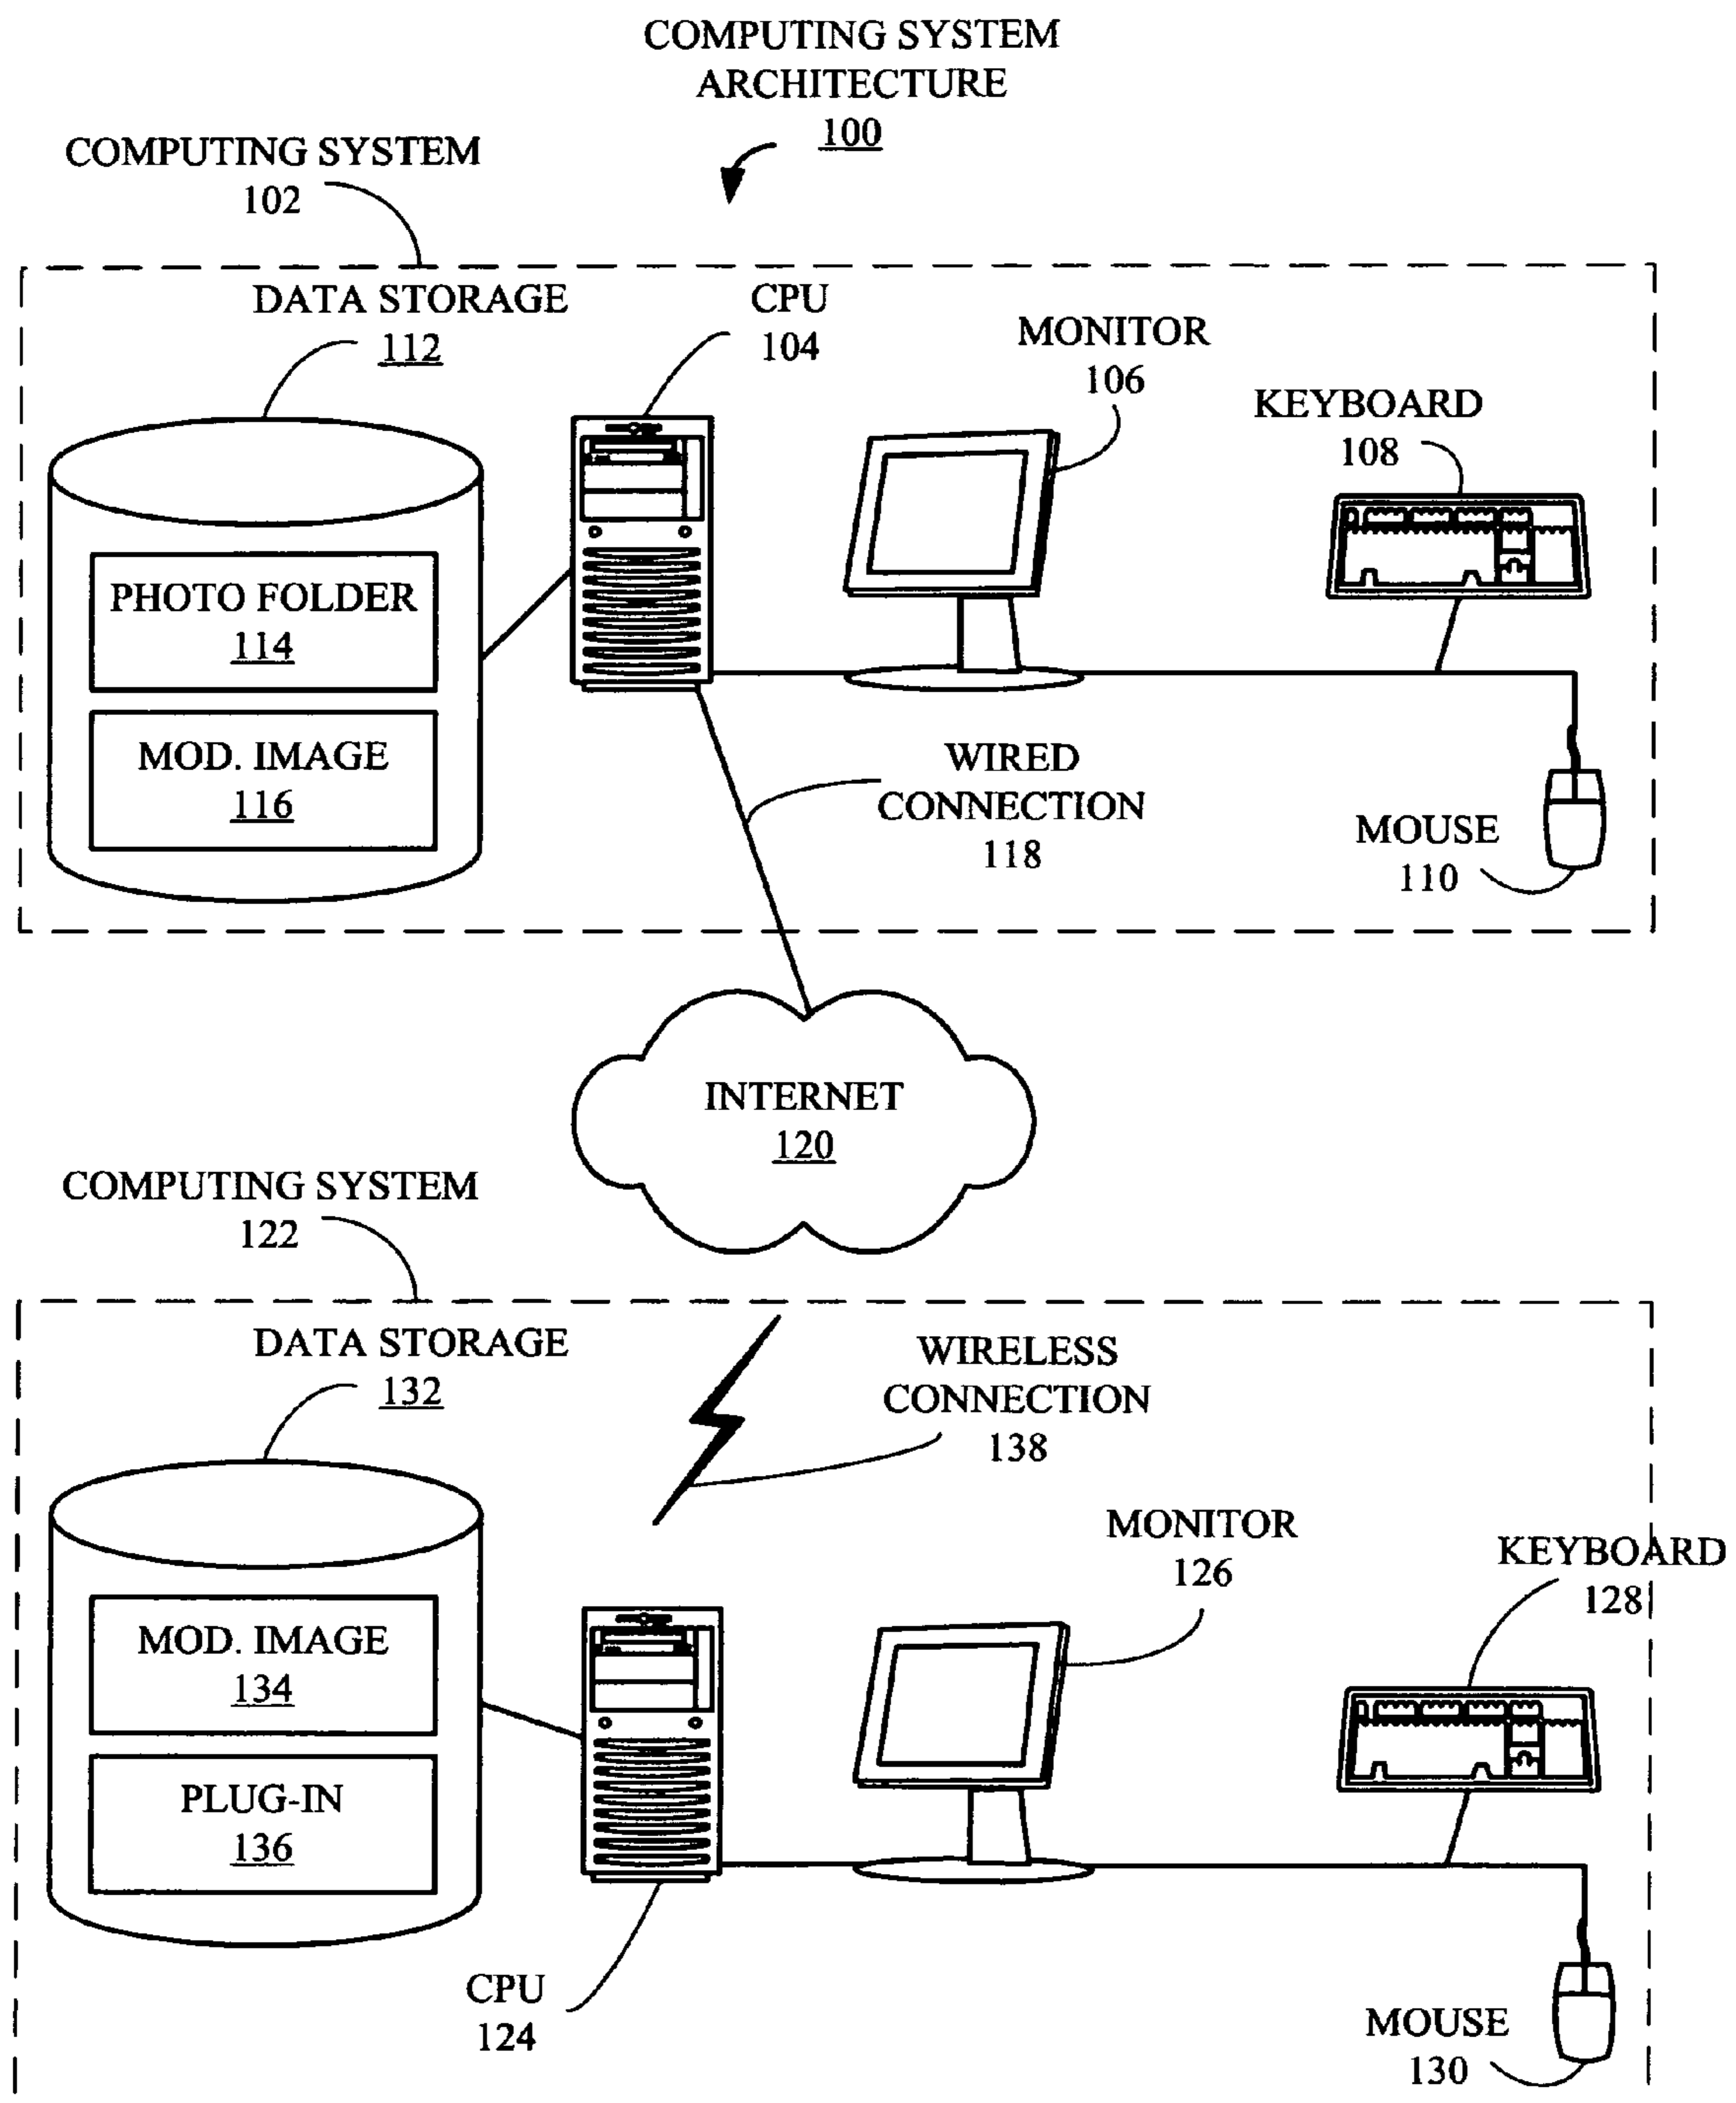 COMPUTING SYSTEM
ARCHITECTURE
100
COMPUTING SYSTEM
102
DATA STORAGE
112
CPU
104
MONITOR
106
KEYBOARD
108
PHOTO FOLDER
114
MOD. IMAGE
116
WIRED
CONNECTION
118
MOUSE
110
INTERNET
120
COMPUTING SYSTEM
122
DATA STORAGE
132
WIRELESS
CONNECTION
138
MONITOR
126
KEYBOARD
128
MOD. IMAGE
134
PLUG-IN
136
CPU
124
MOUSE
130